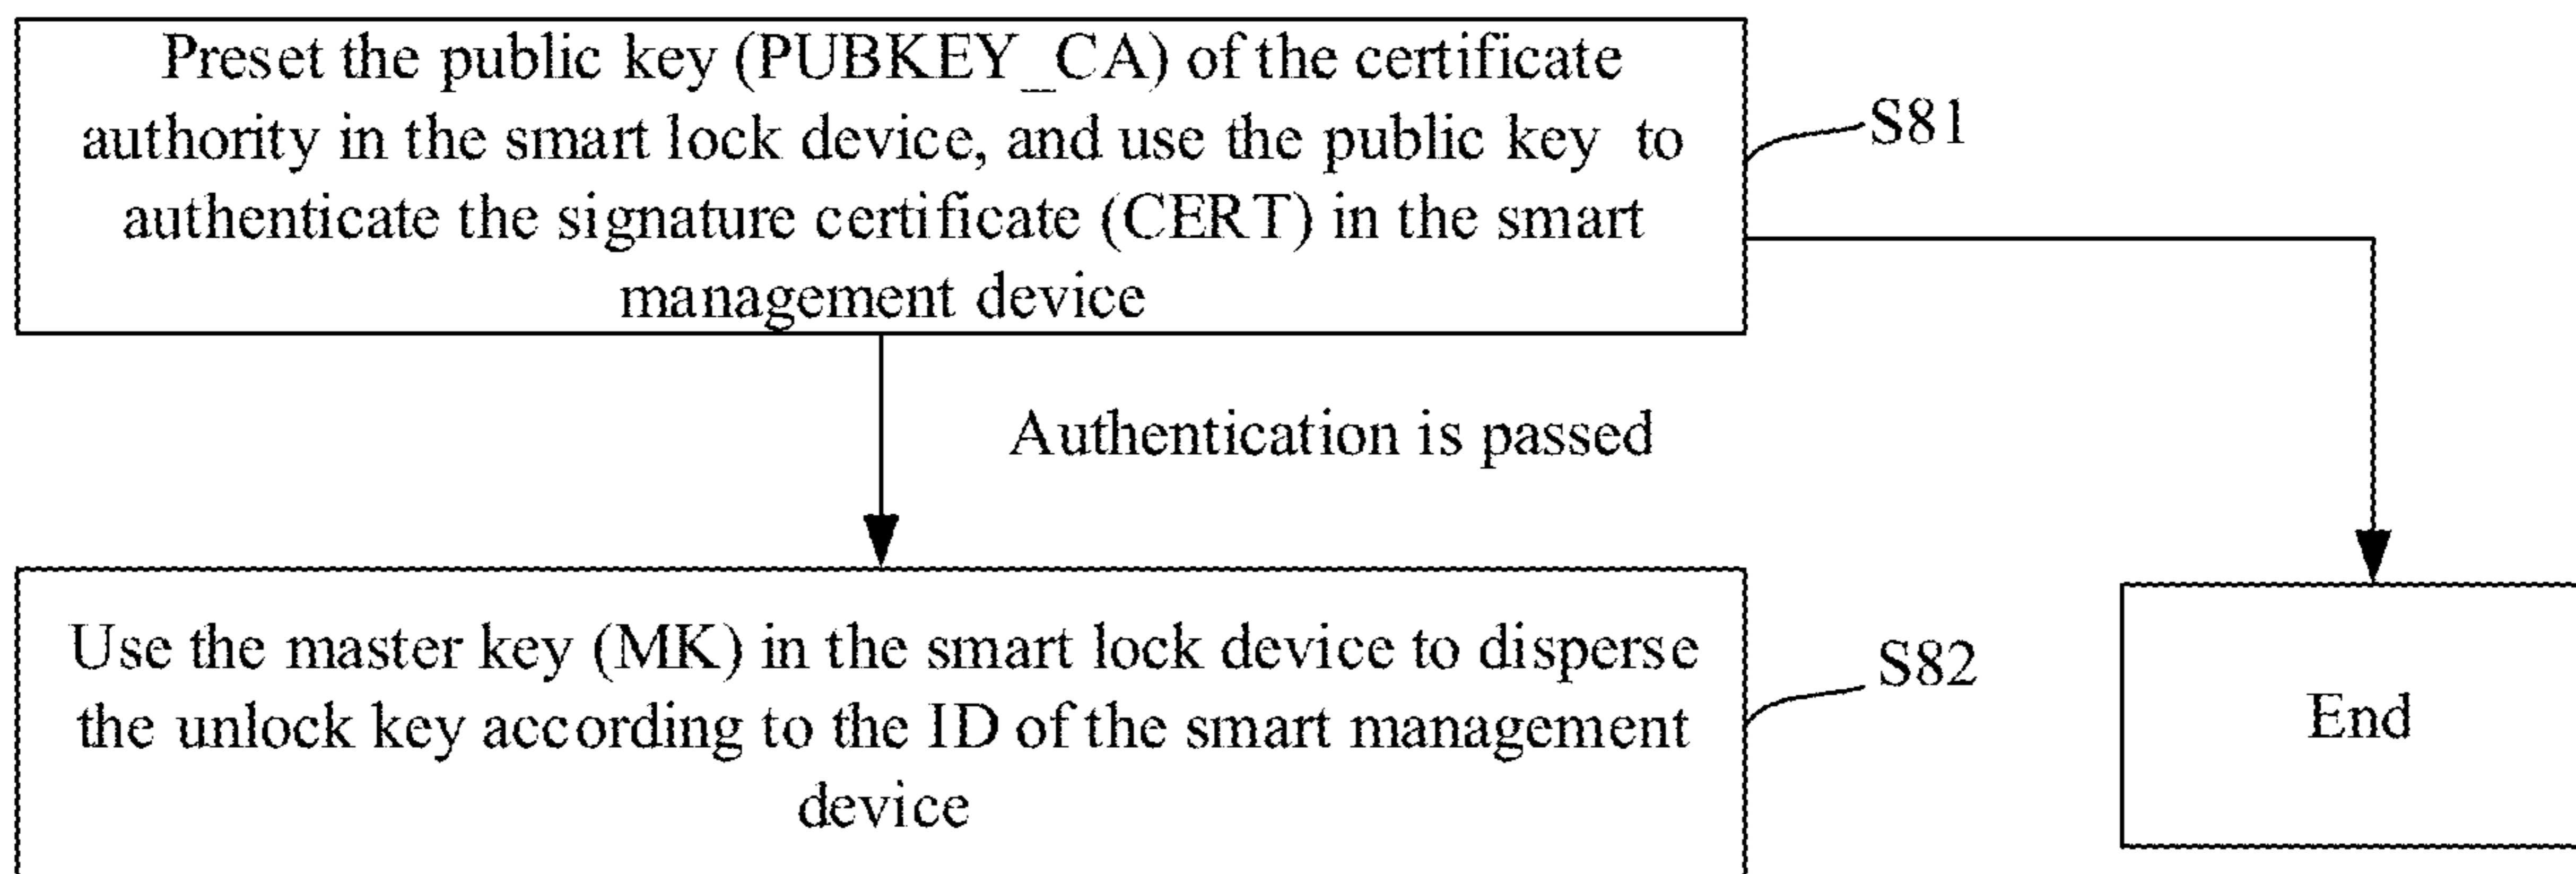 Preset the public key (PUBKEY_CA) of the certificate
authority in the smart lock device, and use the public key to
authenticate the signature certificate (CERT) in the smart
management device
S81
Authentication is passed
Use the master key (MK) in the smart lock device to disperse
the unlock key according to the ID of the smart management
device
S82
End